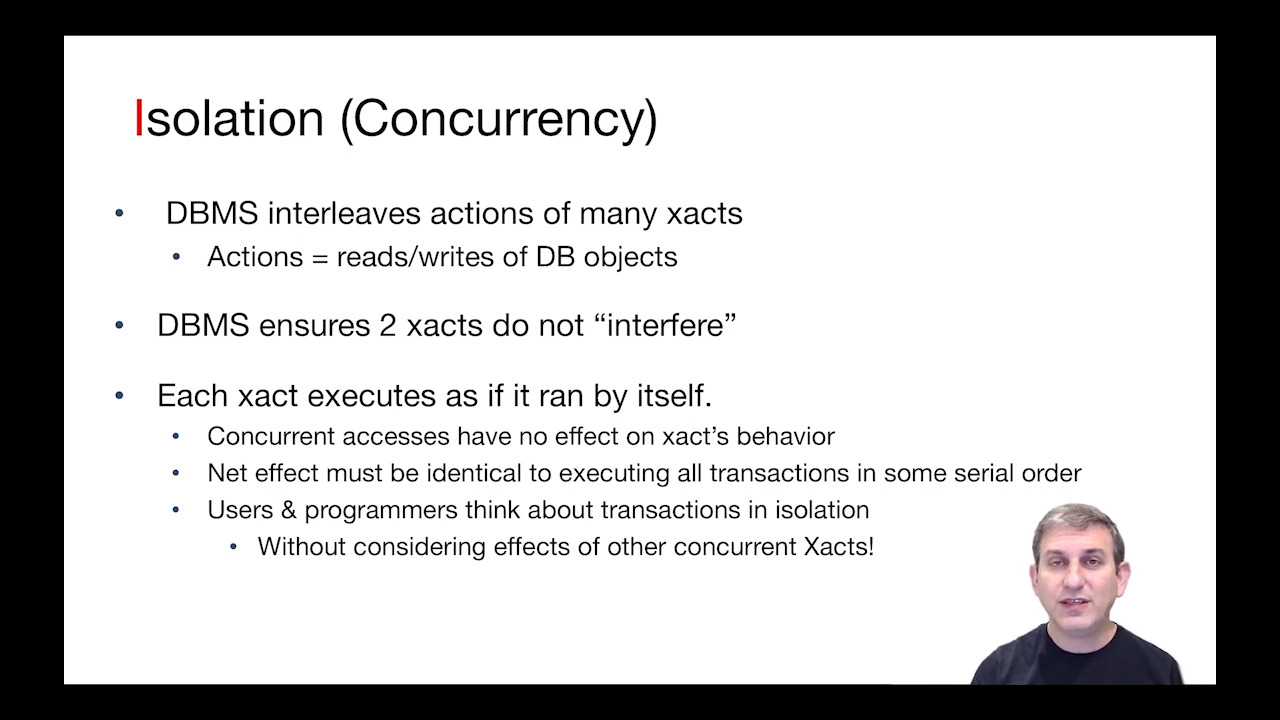 Isolation (Concurrency)
• DBMS interleaves actions of many xacts
• Actions = reads/writes of DB objects
• DBMS ensures 2 xacts do not “interfere”
• Each xact executes as if it ran by itself.
• Concurrent accesses have no effect on xact’s behavior
• Net effect must be identical to executing all transactions in some serial order
• Users & programmers think about transactions in isolation
• Without considering effects of other concurrent Xacts!